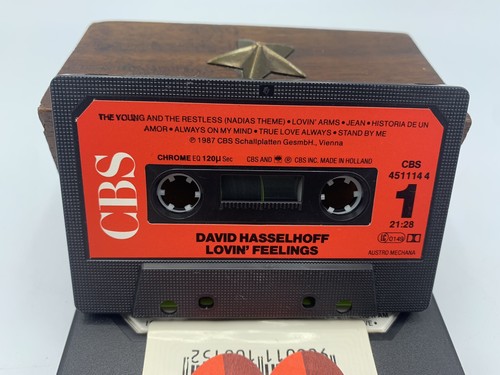 THE YOUNG AND THE RESTLESS (NADIAS THEME) • LOVIN' ARMS • JEAN • HISTORIA DE UN
AMOR • ALWAYS ON MY MIND • TRUE LOVE ALWAYS • STAND BY ME
℗ 1987 CBS Schallplatten GesmbH., Vienna
CBS
CHROME EQ 120µ Sec
CBS AND ℗ CBS INC. MADE IN HOLLAND
CBS
451114 4
1
21:28
DAVID HASSELHOFF
LOVIN' FEELINGS
0149
AUSTRO MECHANA